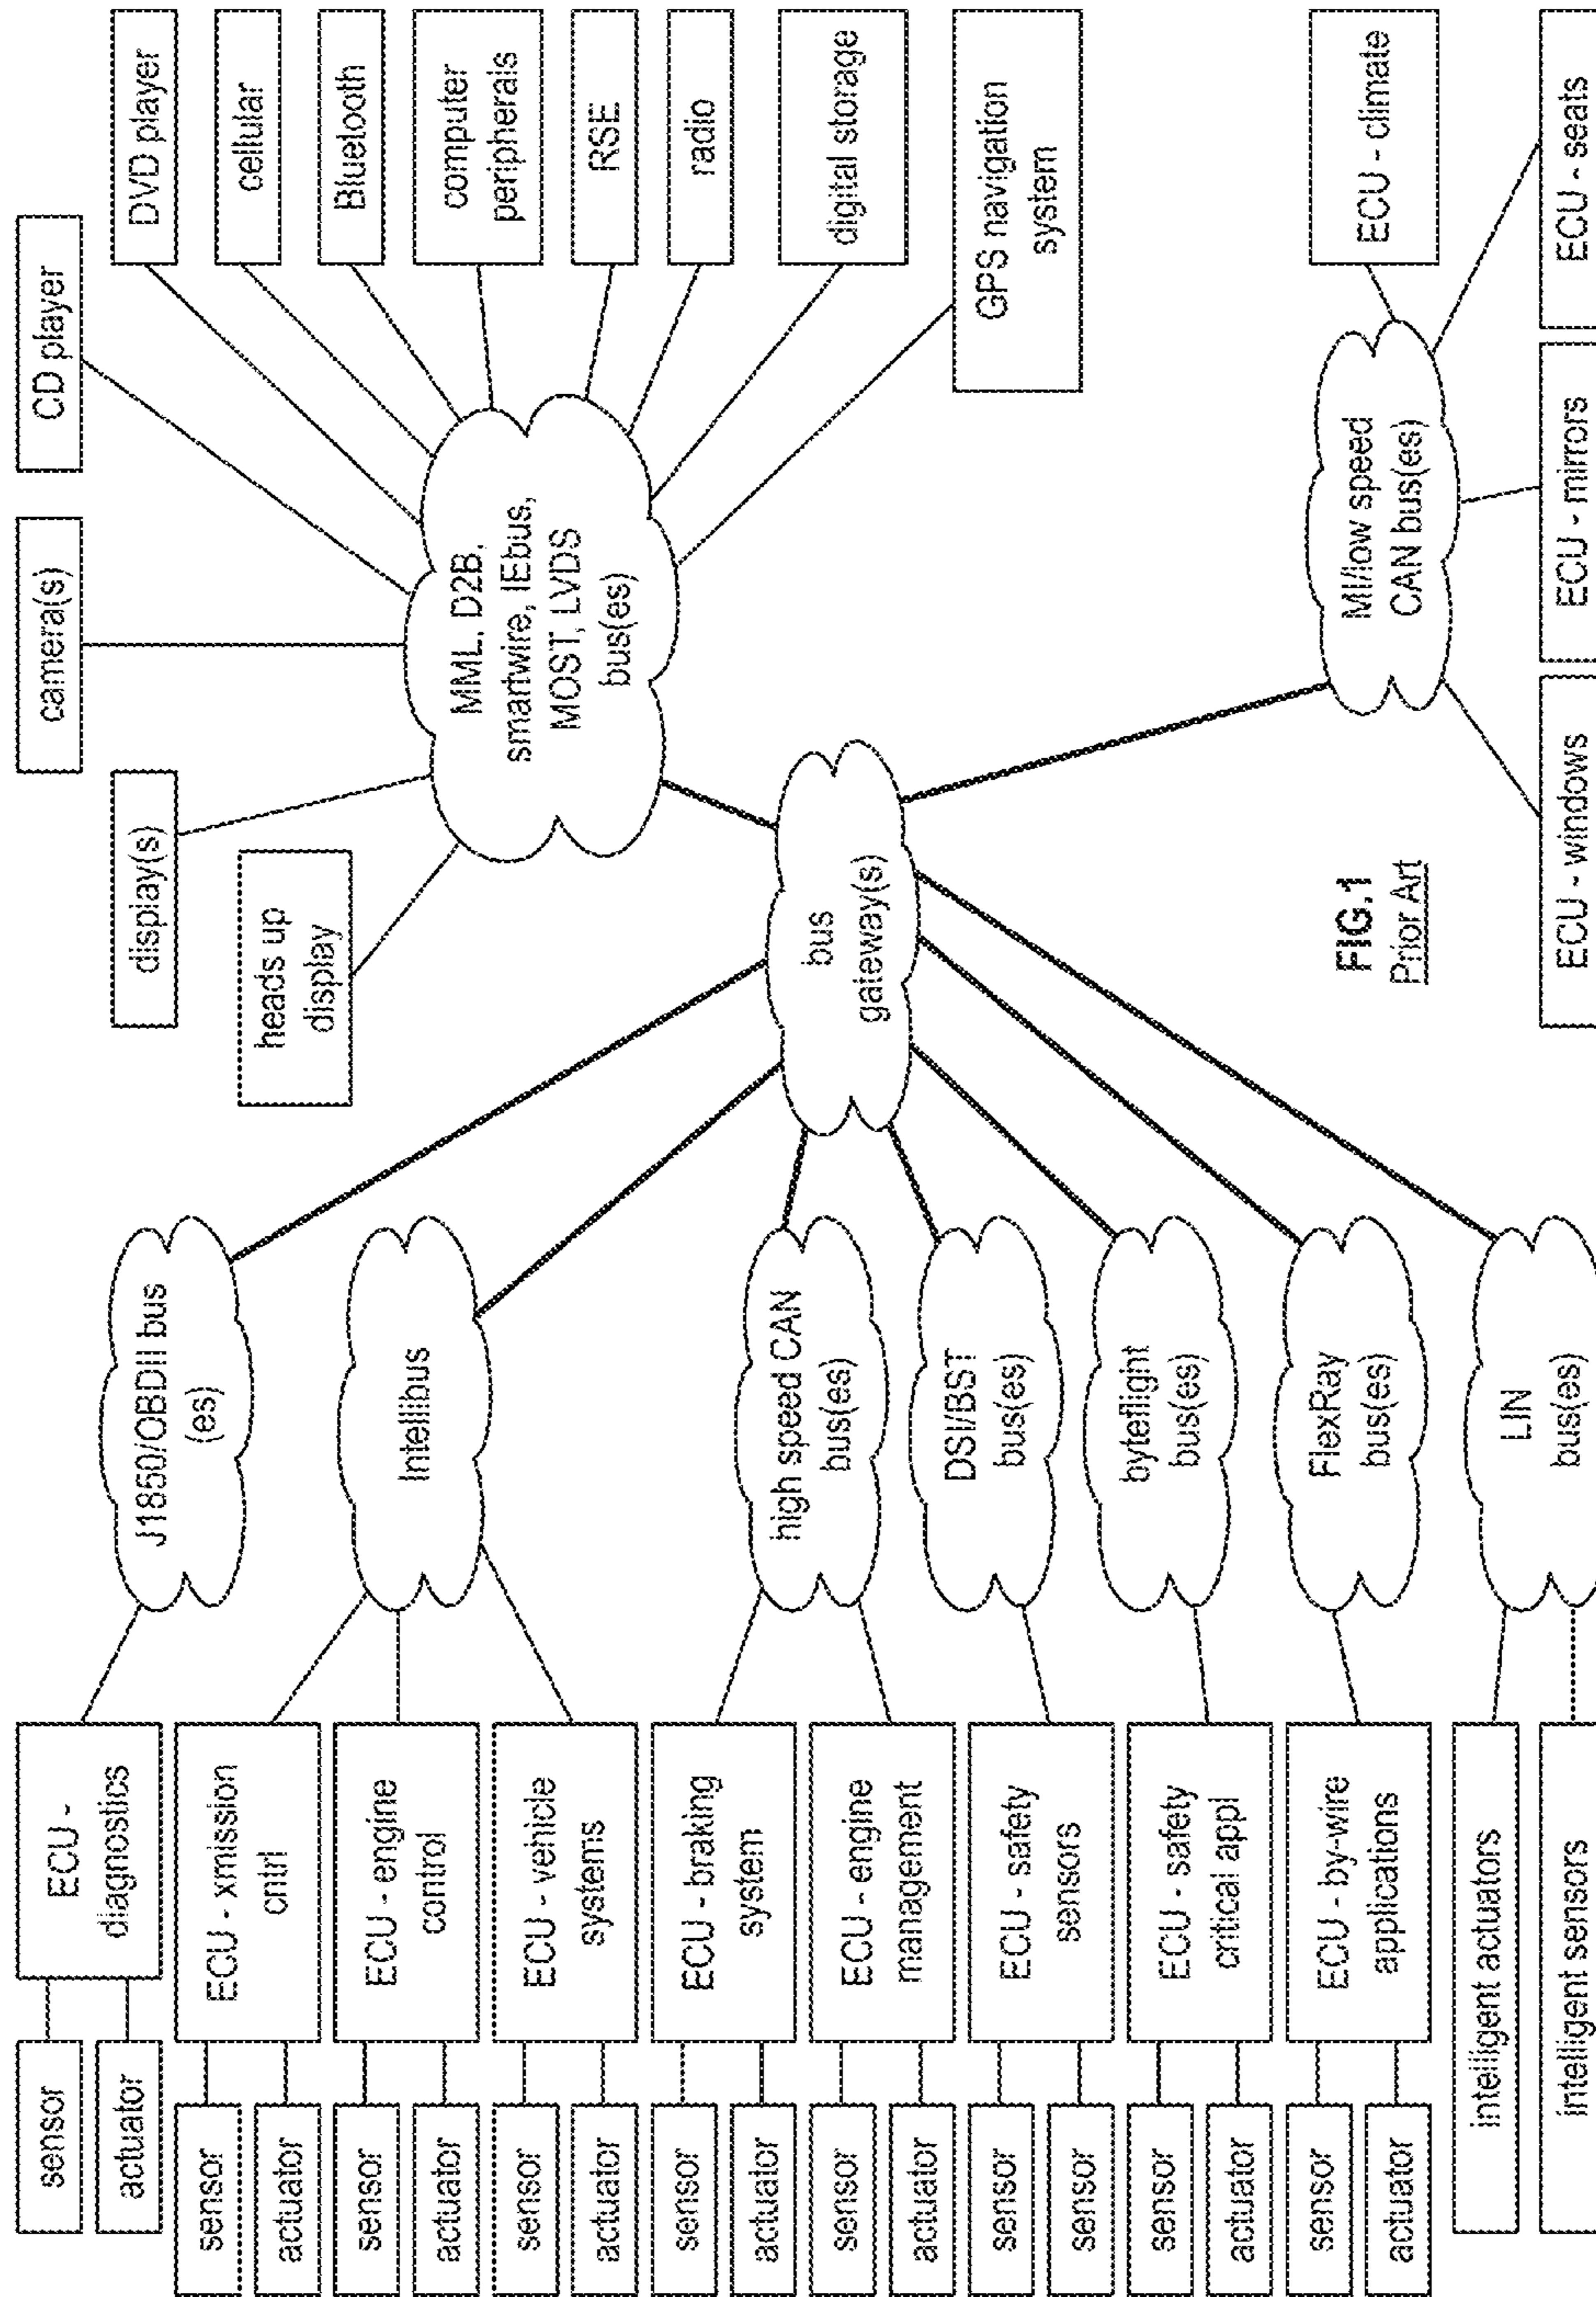 sensor
actuator
ECU -
diagnostics
J1850/OBDII bus
(es)
sensor
actuator
ECU - xmission
cntrl
sensor
actuator
ECU - engine
control
Intellibus
sensor
actuator
ECU - vehicle
systems
sensor
actuator
ECU - braking
system
high speed CAN
bus(es)
sensor
actuator
ECU - engine
management
sensor
sensor
ECU - safety
sensors
DSI/BST
bus(es)
sensor
actuator
ECU - safety
critical appl
byteflight
bus(es)
sensor
actuator
ECU - by-wire
applications
FlexRay
bus(es)
intelligent actuators
intelligent sensors
LIN
bus(es)
bus
gateway(s)
heads up
display
display(s)
camera(s)
CD player
DVD player
cellular
Bluetooth
computer
peripherals
RSE
radio
digital storage
GPS navigation
system
MML, D2B,
smartwire, IEbus,
MOST, LVDS
bus(es)
MI/low speed
CAN bus(es)
ECU - climate
ECU - windows
ECU - mirrors
ECU - seats
FIG.1
Prior Art